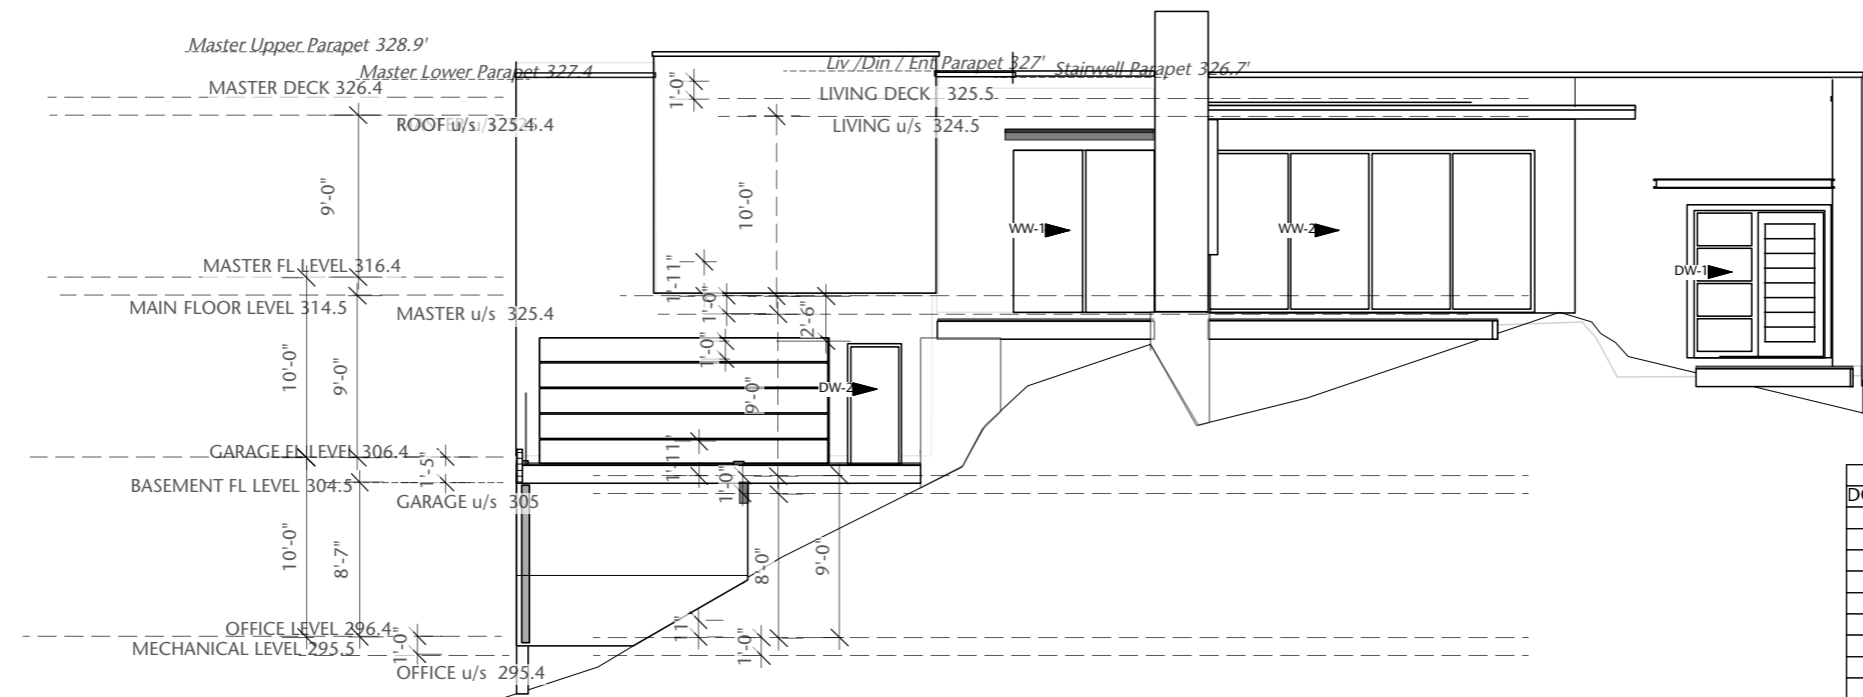 Master Upper Parapet 328.9'
Master Lower Parapet 327.4
Liv /Din / Ent Parapet 327'
Stairwell Parapet 326.7'
MASTER DECK 326.4
1'-0"
LIVING DECK 325.5
ROOF u/s 325.4
LIVING u/s 324.5
9'-0"
10'-0"
WW-1
WW-2
DW-1
MASTER FL LEVEL 316.4
1'-11"
MAIN FLOOR LEVEL 314.5
MASTER u/s 325.4
1'-0"
2'-6"
1'-0"
10'-0"
9'-0"
9'-0"
DW-2
GARAGE FL LEVEL 306.4
1'-5"
1'-11"
BASEMENT FL LEVEL 304.5
GARAGE u/s 305
1'-0"
10'-0"
8'-7"
8'-0"
9'-0"
OFFICE LEVEL 296.4
11"
MECHANICAL LEVEL 295.5
1'-0"
1'-0"
OFFICE u/s 295.4